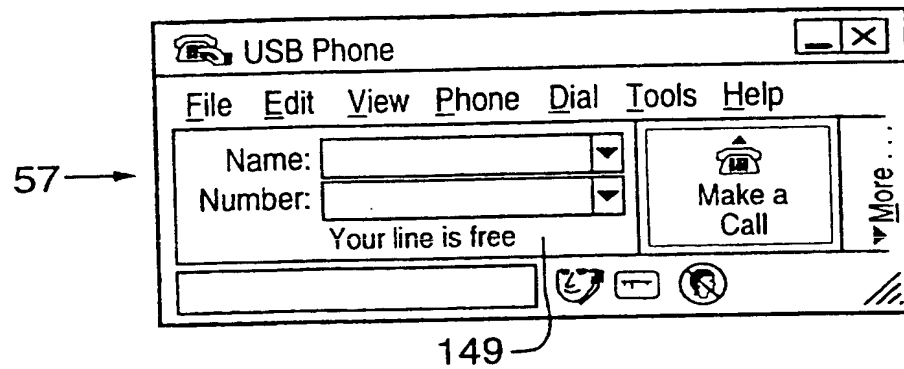 USB Phone
File Edit View Phone Dial Tools Help
57
Name:
Number:
Your line is free
Make a
Call
More...
149